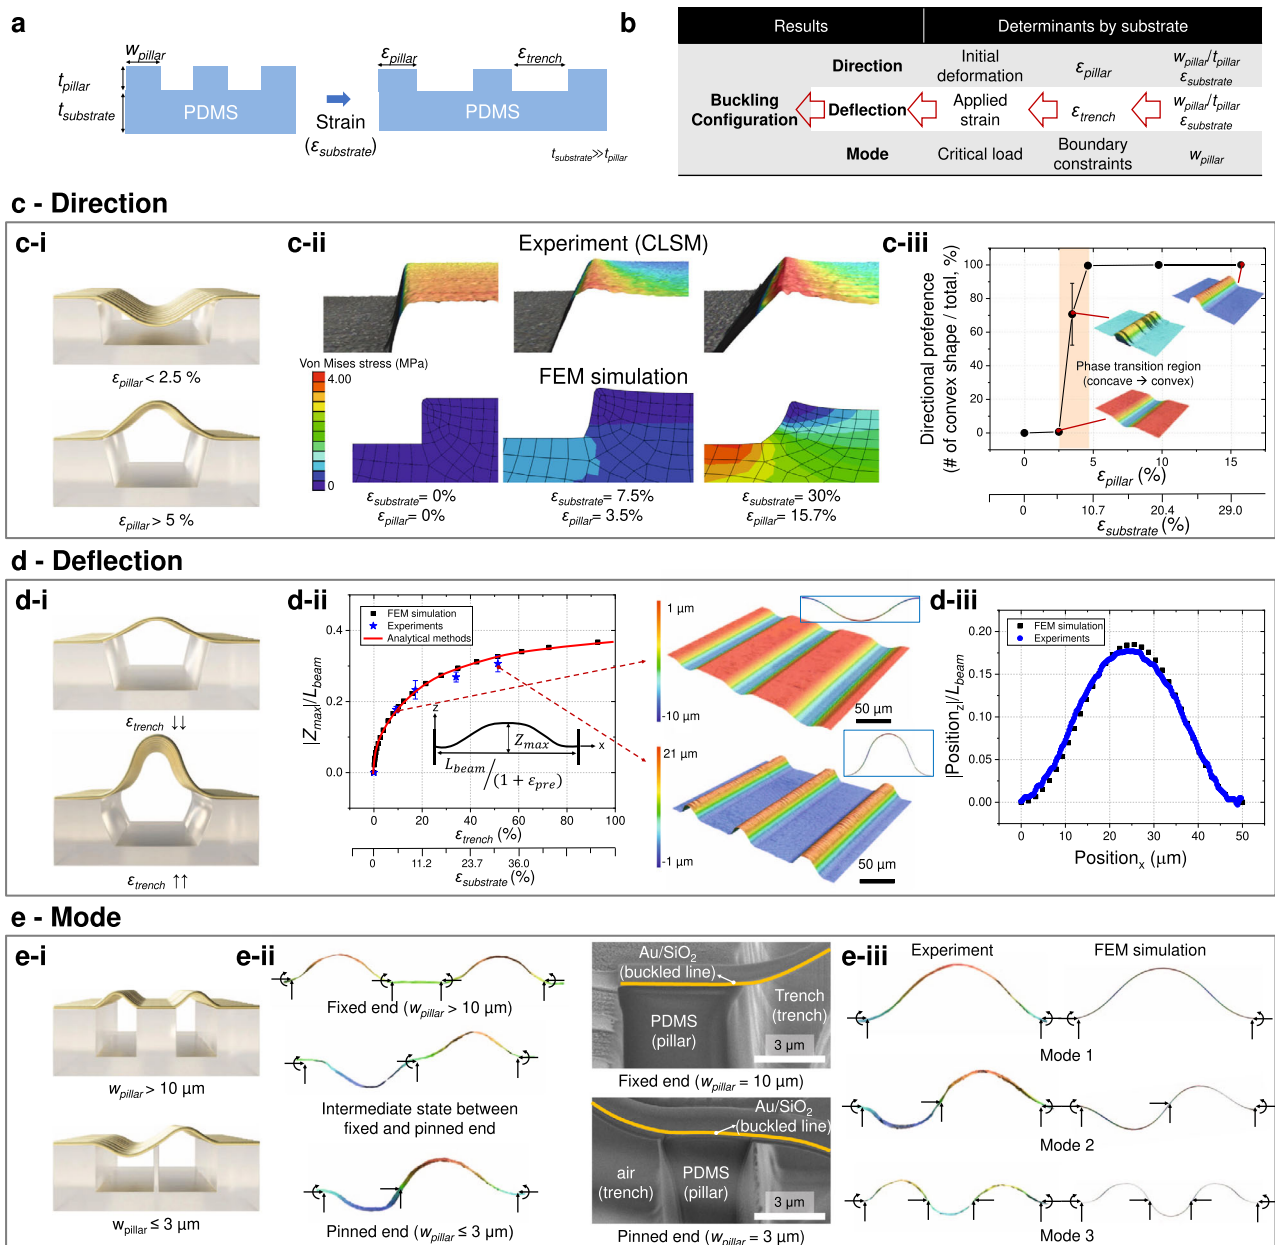 a
w_pillar
t_pillar
t_substrate
PDMS
Strain
(ε_substrate)
ε_pillar
ε_trench
PDMS
t_substrate≫t_pillar
b
Results
Determinants by substrate
Direction
Initial
deformation
ε_pillar
w_pillar/t_pillar
ε_substrate
Buckling
Configuration
Deflection
Applied
strain
ε_trench
w_pillar/t_pillar
ε_substrate
Mode
Critical load
Boundary
constraints
w_pillar
c - Direction
c-i
ε_pillar < 2.5 %
ε_pillar > 5 %
c-ii
Experiment (CLSM)
Von Mises stress (MPa)
4.00
0
FEM simulation
ε_substrate= 0%
ε_pillar= 0%
ε_substrate= 7.5%
ε_pillar= 3.5%
ε_substrate= 30%
ε_pillar= 15.7%
c-iii
Directional preference
(# of convex shape / total, %)
100
80
60
40
20
0
Phase transition region
(concave → convex)
0 5 10 15
ε_pillar (%)
0 10.7 20.4 29.0
ε_substrate (%)
d - Deflection
d-i
ε_trench ↓↓
ε_trench ↑↑
d-ii
|Z_max|/L_beam
0.4
0.2
0.0
FEM simulation
Experiments
Analytical methods
z
x
Z_max
L_beam/(1 + ε_pre)
0 20 40 60 80 100
ε_trench (%)
0 11.2 23.7 36.0
ε_substrate (%)
1 µm
-10 µm
50 µm
21 µm
-1 µm
50 µm
d-iii
|Position_z|/L_beam
0.20
0.15
0.10
0.05
0.00
FEM simulation
Experiments
0 10 20 30 40 50
Position_x (µm)
e - Mode
e-i
w_pillar > 10 µm
w_pillar ≤ 3 µm
e-ii
Fixed end (w_pillar > 10 µm)
Intermediate state between
fixed and pinned end
Pinned end (w_pillar ≤ 3 µm)
Au/SiO₂
(buckled line)
Trench
(trench)
PDMS
(pillar)
3 µm
Fixed end (w_pillar = 10 µm)
Au/SiO₂
(buckled line)
air
(trench)
PDMS
(pillar)
3 µm
Pinned end (w_pillar = 3 µm)
e-iii
Experiment
FEM simulation
Mode 1
Mode 2
Mode 3